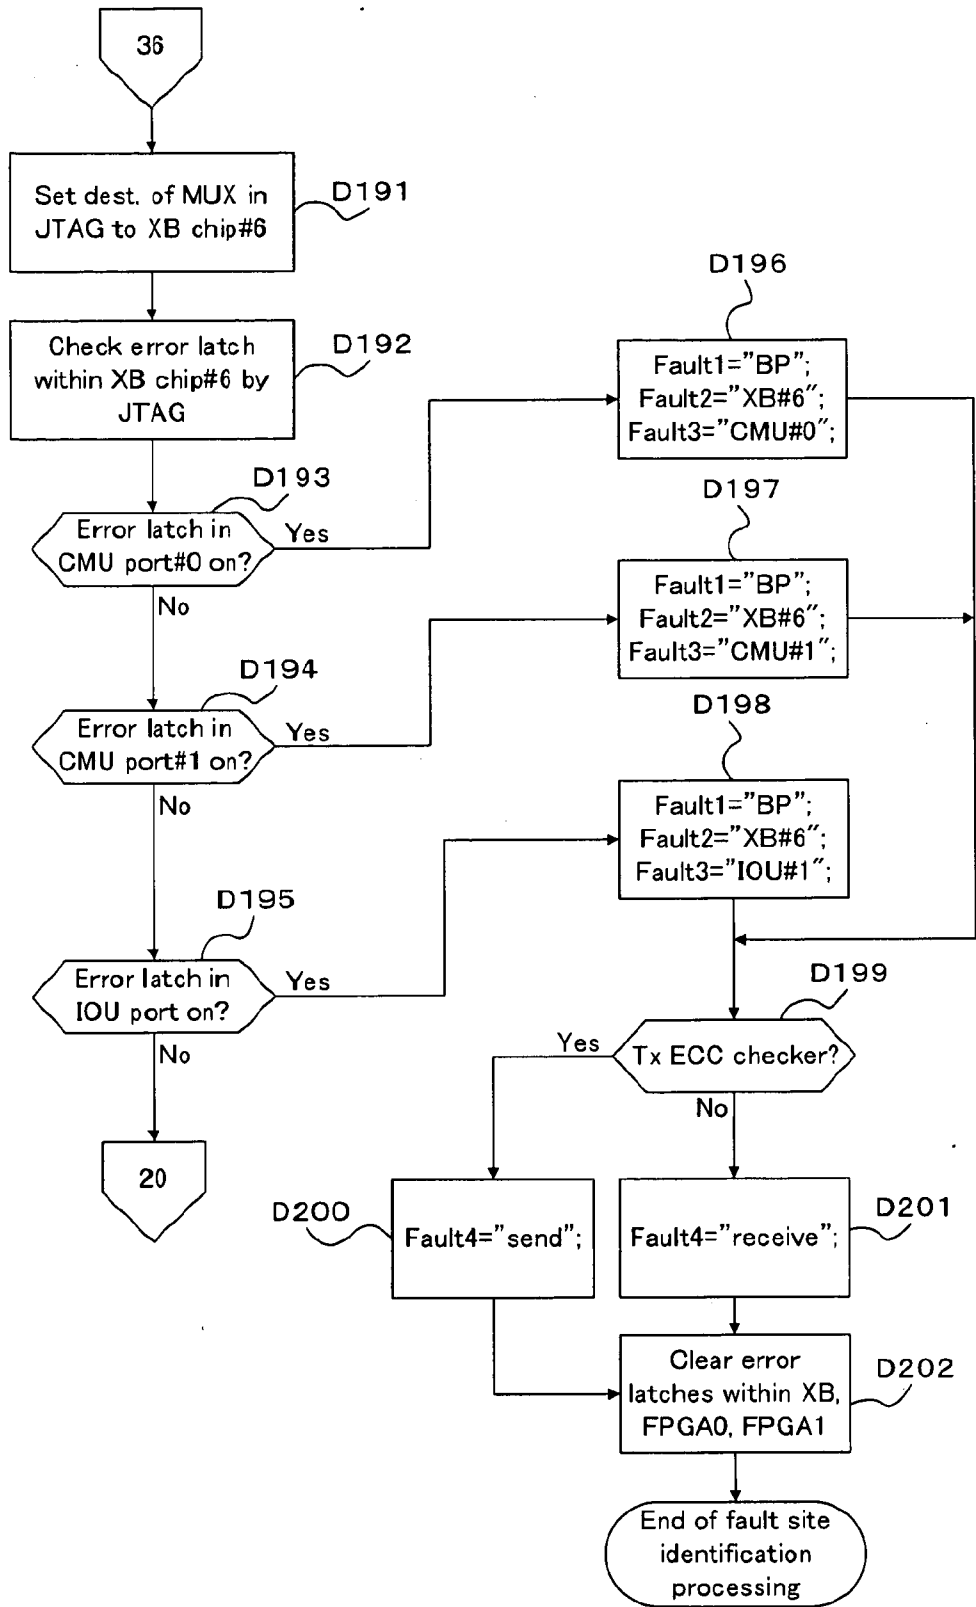 36
Set dest. of MUX in
JTAG to XB chip#6
D191
Check error latch
within XB chip#6 by
JTAG
D192
D193
Error latch in
CMU port#0 on?
Yes
No
D194
Error latch in
CMU port#1 on?
Yes
No
D195
Error latch in
IOU port on?
Yes
No
20
D196
Fault1="BP";
Fault2="XB#6";
Fault3="CMU#0";
D197
Fault1="BP";
Fault2="XB#6";
Fault3="CMU#1";
D198
Fault1="BP";
Fault2="XB#6";
Fault3="IOU#1";
D199
Tx ECC checker?
Yes
No
D200
Fault4="send";
D201
Fault4="receive";
D202
Clear error
latches within XB,
FPGA0, FPGA1
End of fault site
identification
processing